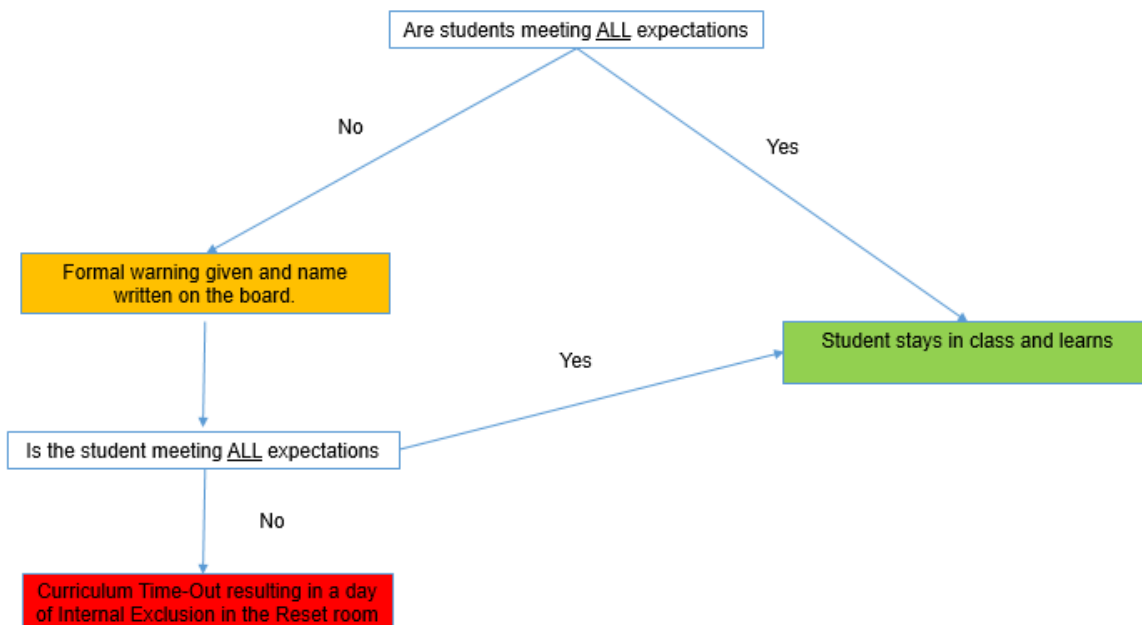 Are students meeting ALL expectations
No
Yes
Formal warning given and name
written on the board.
Student stays in class and learns
Yes
Is the student meeting ALL expectations
No
Curriculum Time-Out resulting in a day
of Internal Exclusion in the Reset room